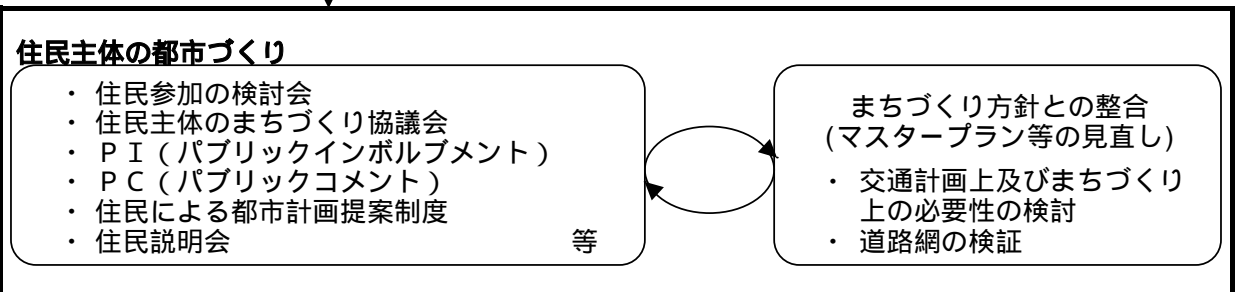 住民主体の都市づくり
・ 住民参加の検討会
・ 住民主体のまちづくり協議会
・ ＰＩ（パブリックインボルブメント）
・ ＰＣ（パブリックコメント）
・ 住民による都市計画提案制度
・ 住民説明会 等
まちづくり方針との整合
(マスタープラン等の見直し)
・ 交通計画上及びまちづくり
上の必要性の検討
・ 道路網の検証